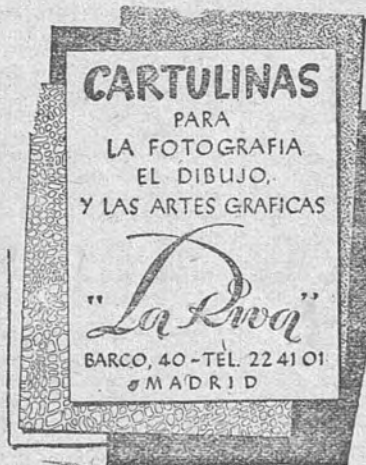 CARTULINAS
PARA
LA FOTOGRAFIA
EL DIBUJO,
Y LAS ARTES GRAFICAS
"La Riva"
BARCO, 40 - TEL. 22 41 01
MADRID